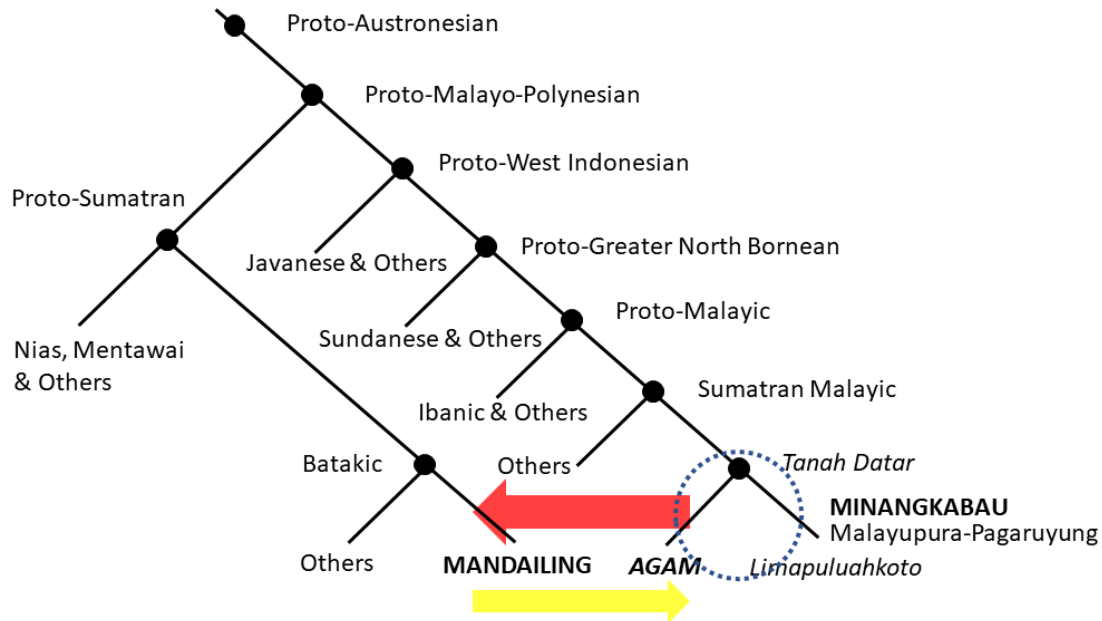 Proto-Austronesian
Proto-Malayo-Polynesian
Proto-West Indonesian
Proto-Sumatran
Proto-Greater North Bornean
Javanese & Others
Proto-Malayic
Sundanese & Others
Nias, Mentawai
& Others
Sumatran Malayic
Ibanic & Others
Batakic
Others
Tanah Datar
MINANGKABAU
Malayupura-Pagaruyung
Others
MANDAILING
AGAM
Limapuluahkoto